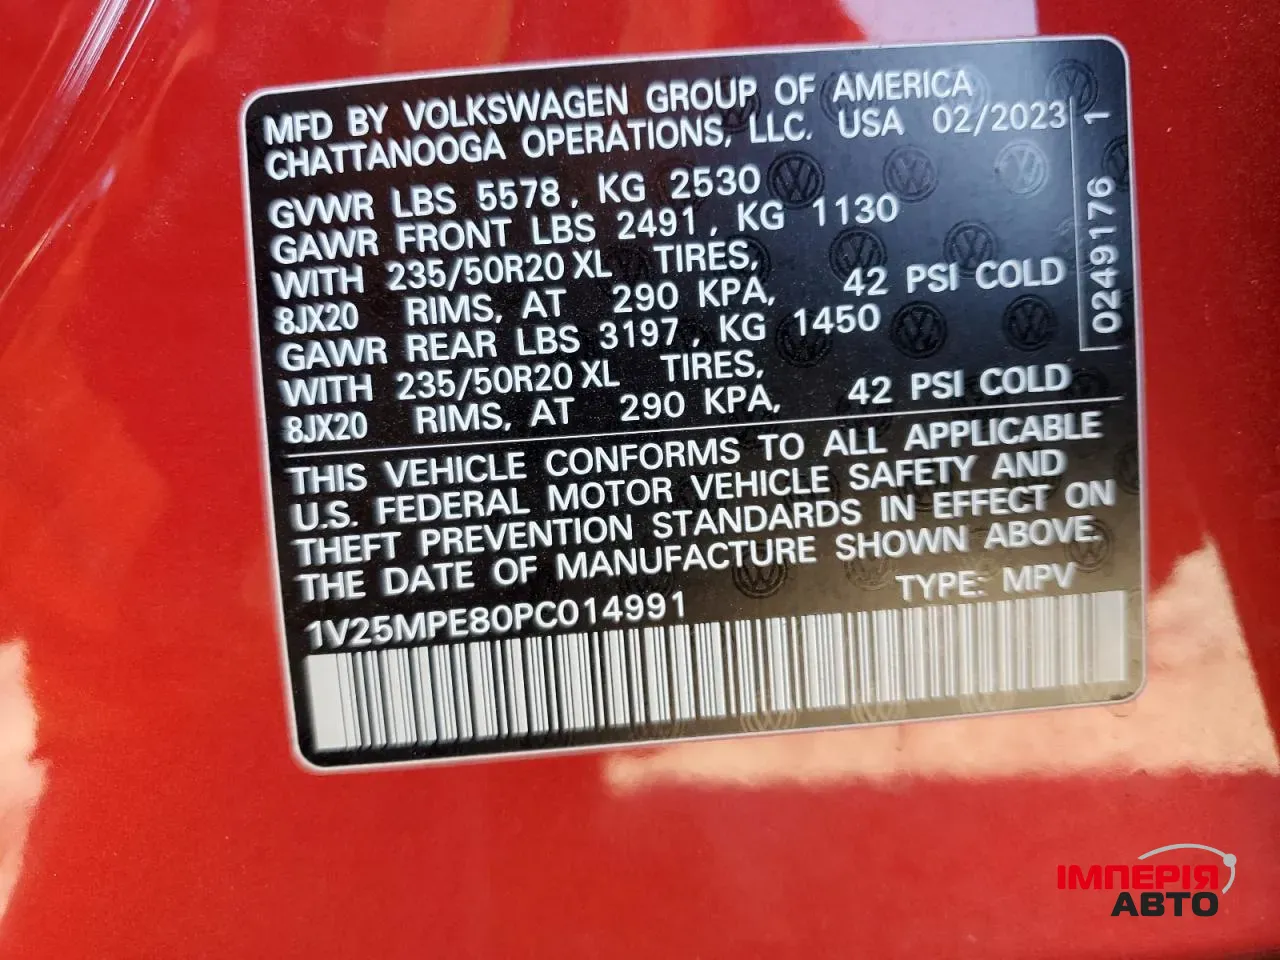 MFD BY VOLKSWAGEN GROUP OF AMERICA
CHATTANOOGA OPERATIONS, LLC. USA 02/2023
GVWR LBS 5578, KG 2530
GAWR FRONT LBS 2491, KG 1130
WITH 235/50R20 XL TIRES,
8JX20 RIMS, AT 290 KPA, 42 PSI COLD
GAWR REAR LBS 3197, KG 1450
WITH 235/50R20 XL TIRES,
8JX20 RIMS, AT 290 KPA, 42 PSI COLD
0249176 1
THIS VEHICLE CONFORMS TO ALL APPLICABLE
U.S. FEDERAL MOTOR VEHICLE SAFETY AND
THEFT PREVENTION STANDARDS IN EFFECT ON
THE DATE OF MANUFACTURE SHOWN ABOVE.
1V25MPE80PC014991 TYPE: MPV
ІМПЕРІЯ
АВТО